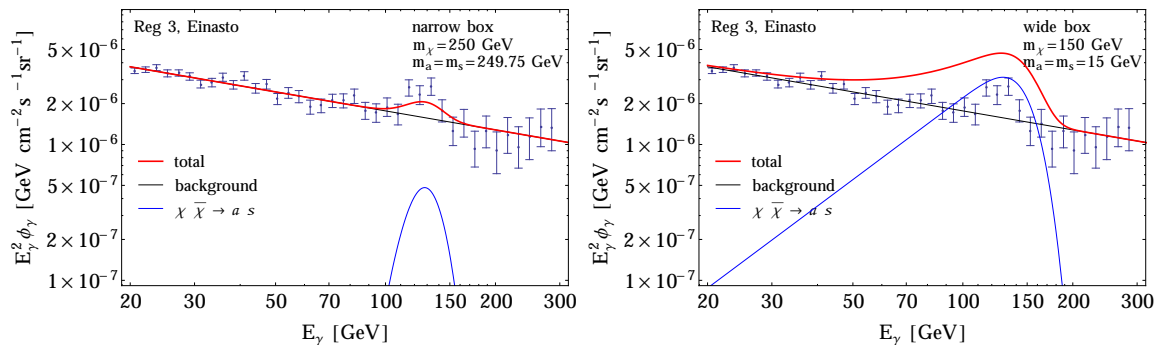 Reg 3, Einasto
narrow box
m_χ=250 GeV
m_a=m_s=249.75 GeV
total
background
χ χ̅ → a s
5×10⁻⁶
2×10⁻⁶
1×10⁻⁶
5×10⁻⁷
2×10⁻⁷
1×10⁻⁷
E_γ² ϕ_γ [GeV cm⁻² s⁻¹ sr⁻¹]
20 30 50 70 100 150 200 300
E_γ [GeV]
Reg 3, Einasto
wide box
m_χ=150 GeV
m_a=m_s=15 GeV
total
background
χ χ̅ → a s
5×10⁻⁶
2×10⁻⁶
1×10⁻⁶
5×10⁻⁷
2×10⁻⁷
1×10⁻⁷
E_γ² ϕ_γ [GeV cm⁻² s⁻¹ sr⁻¹]
20 30 50 70 100 150 200 300
E_γ [GeV]